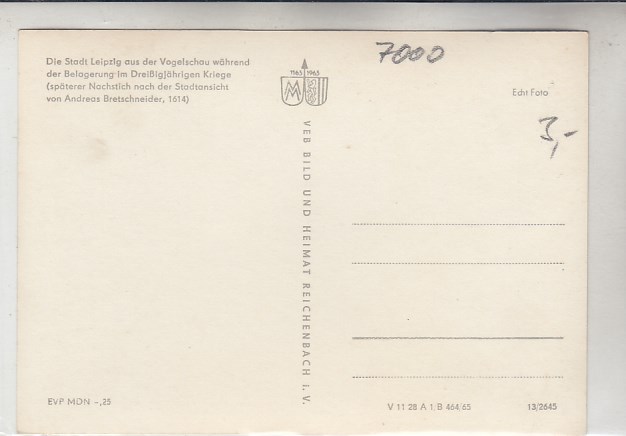 Die Stadt Leipzig aus der Vogelschau während
der Belagerung im Dreißigjährigen Kriege
(späterer Nachstich nach der Stadtansicht
von Andreas Bretschneider, 1614)
7000
1165 1965
Echt Foto
3,-
VEB BILD UND HEIMAT REICHENBACH I. V.
EVP MDN -,25
V 11 28 A 1 B 464/65
13/2645